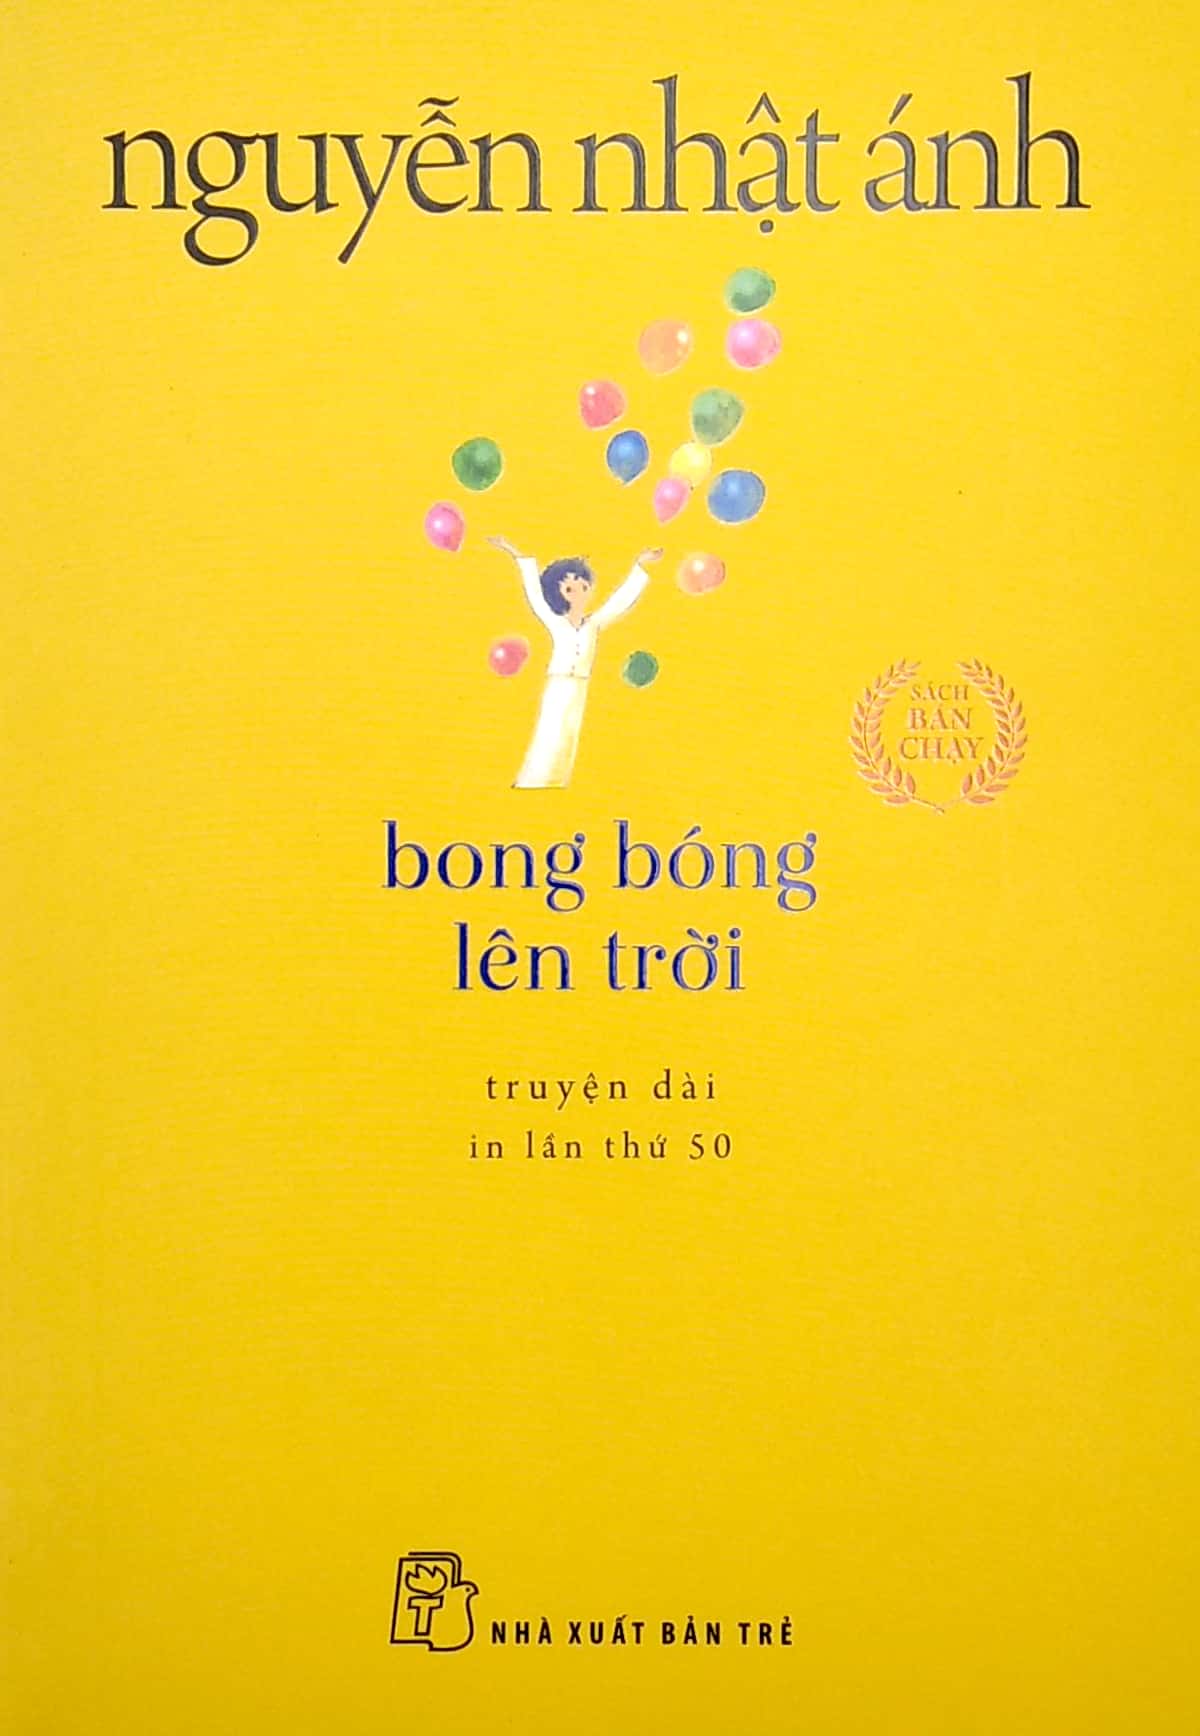 nguyễn nhật ánh
SÁCH
BÁN
CHẠY
bong bóng
lên trời
truyện dài
in lần thứ 50
T
NHÀ XUẤT BẢN TRẺ